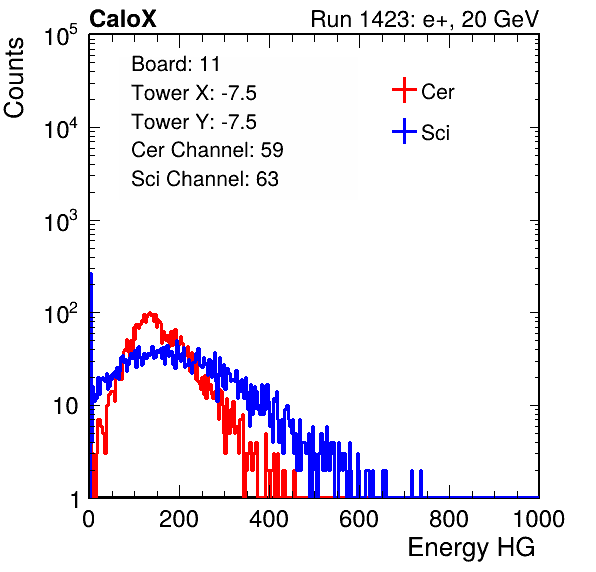 CaloX Run 1423: e+, 20 GeV
Counts
Board: 11
Tower X: -7.5
Tower Y: -7.5
Cer Channel: 59
Sci Channel: 63
Cer
Sci
10^5
10^4
10^3
10^2
10
1
0 200 400 600 800 1000
Energy HG